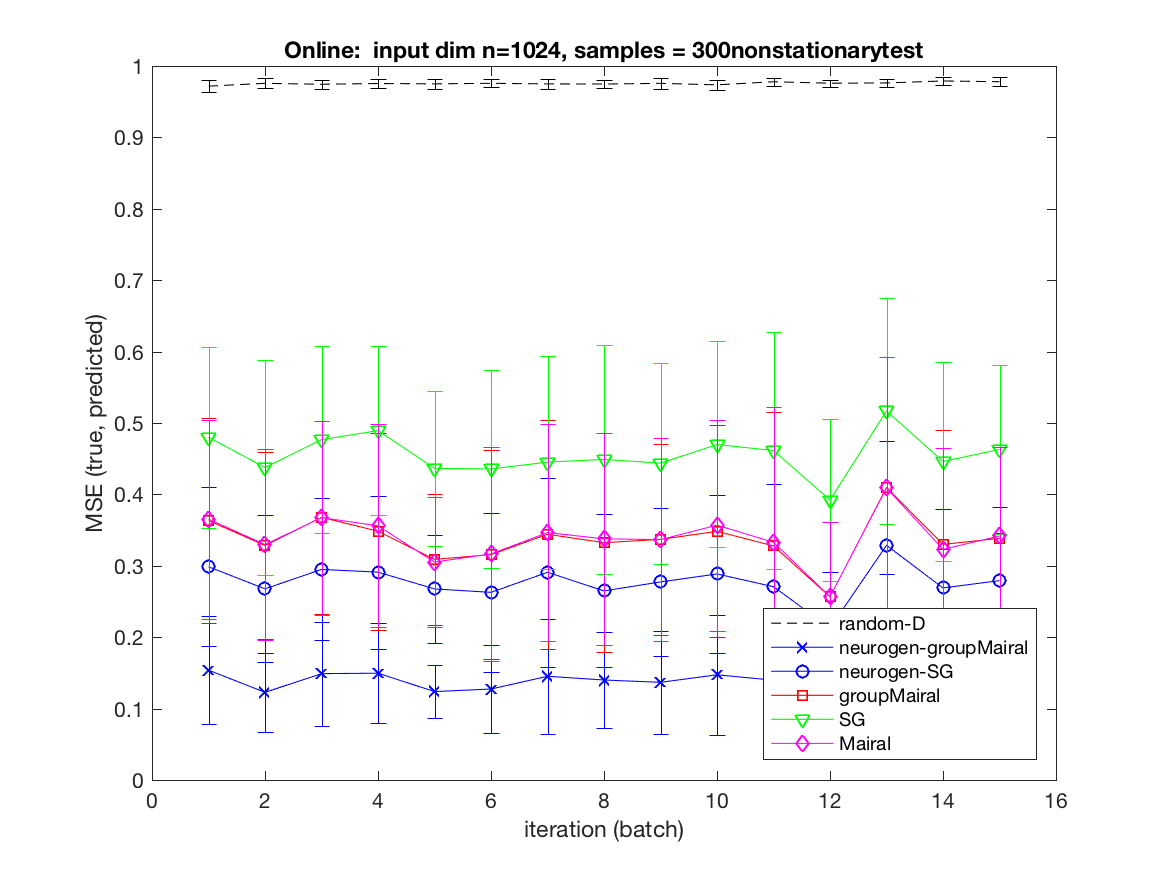 Online:  input dim n=1024, samples = 300nonstationarytest
1
0.9
0.8
0.7
0.6
0.5
0.4
0.3
0.2
0.1
0
MSE (true, predicted)
random-D
neurogen-groupMairal
neurogen-SG
groupMairal
SG
Mairal
0 2 4 6 8 10 12 14 16
iteration (batch)